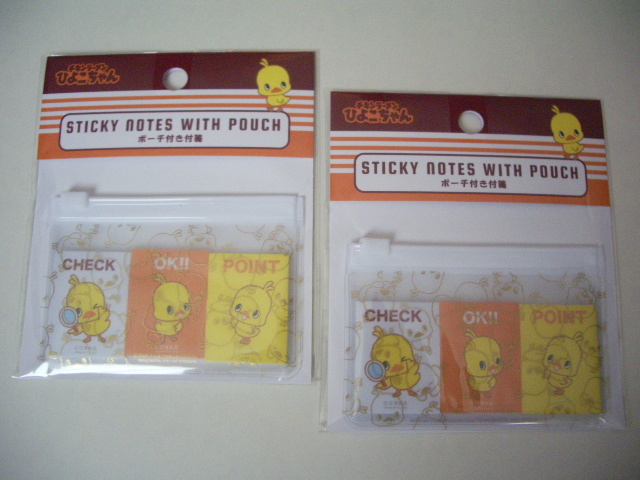 チキンラーメン
ひよこちゃん
STICKY NOTES WITH POUCH
ポーチ付き付箋
CHECK
OK!!
POINT
チキンラーメン
ひよこちゃん
STICKY NOTES WITH POUCH
ポーチ付き付箋
CHECK
OK!!
POINT